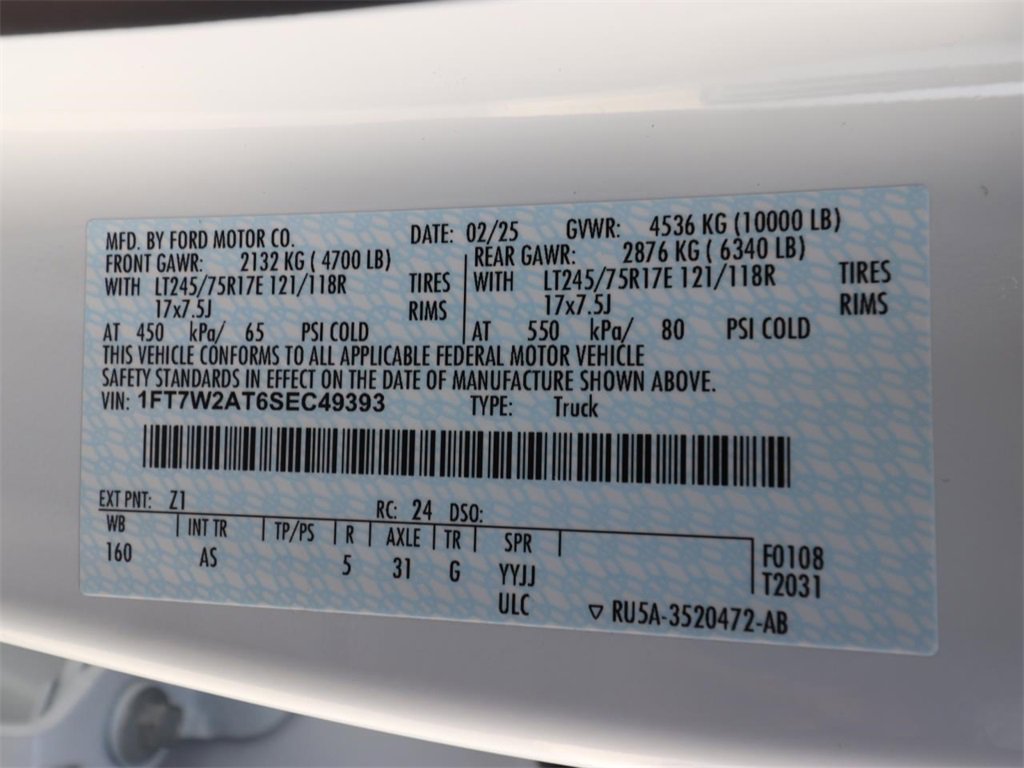 MFD. BY FORD MOTOR CO. DATE: 02/25 GVWR: 4536 KG (10000 LB)
FRONT GAWR: 2132 KG ( 4700 LB) REAR GAWR: 2876 KG ( 6340 LB)
WITH LT245/75R17E 121/118R TIRES WITH LT245/75R17E 121/118R TIRES
17x7.5J RIMS 17x7.5J RIMS
AT 450 kPa/ 65 PSI COLD AT 550 kPa/ 80 PSI COLD
THIS VEHICLE CONFORMS TO ALL APPLICABLE FEDERAL MOTOR VEHICLE
SAFETY STANDARDS IN EFFECT ON THE DATE OF MANUFACTURE SHOWN ABOVE.
VIN: 1FT7W2AT6SEC49393 TYPE: Truck
EXT PNT: Z1 RC: 24 DSO:
WB INT TR TP/PS R AXLE TR SPR F0108
160 AS 5 31 G YYJJ T2031
ULC ▽ RU5A-3520472-AB